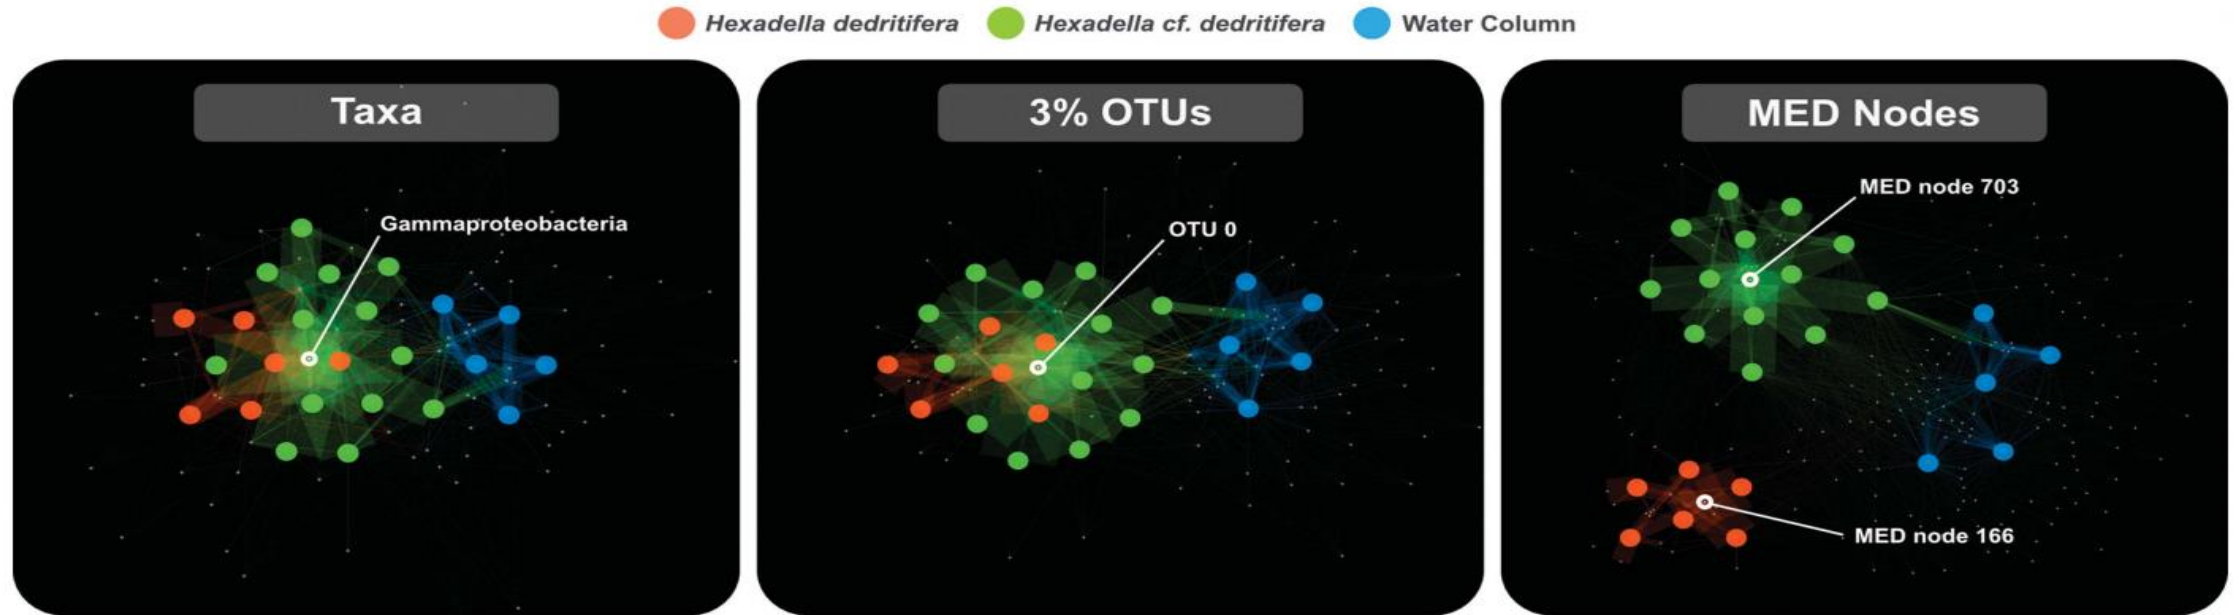 Hexadella dedritifera Hexadella cf. dedritifera Water Column
Taxa
Gammaproteobacteria
3% OTUs
OTU 0
MED Nodes
MED node 703
MED node 166